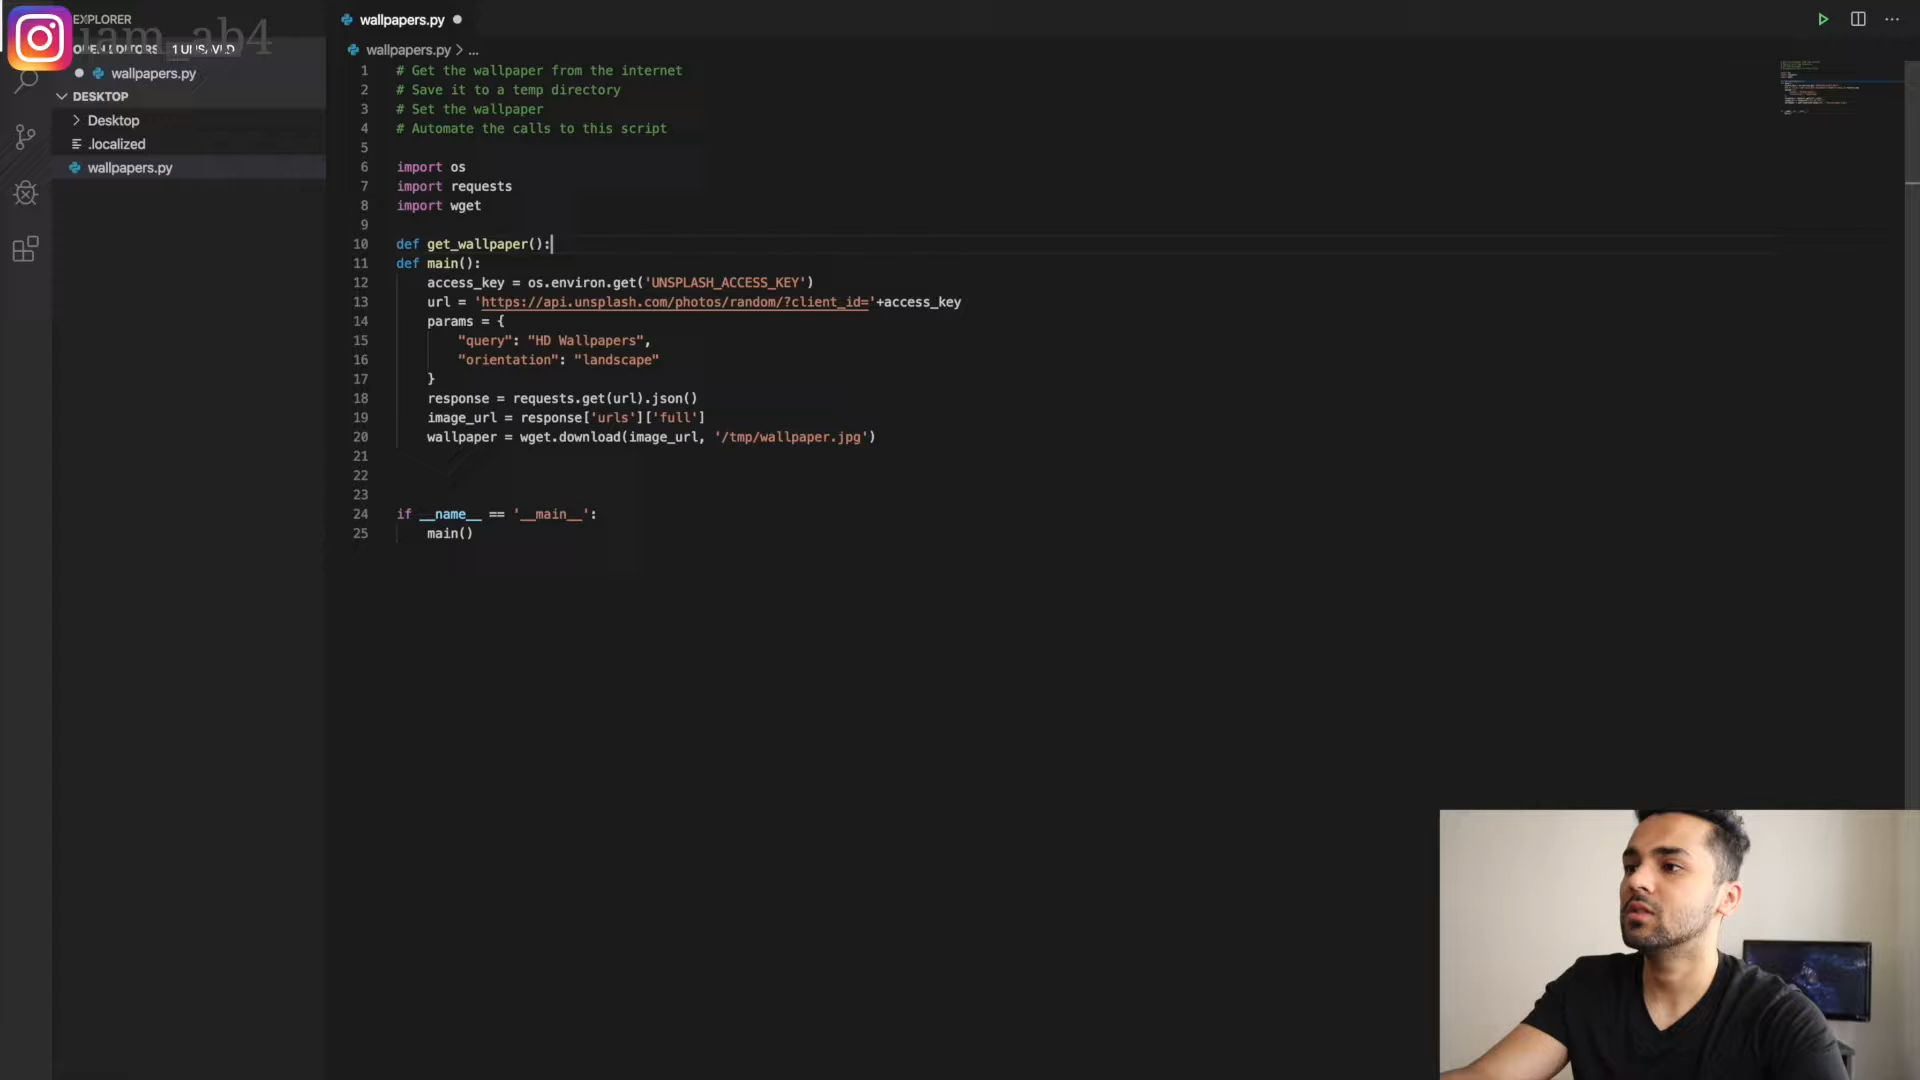 EXPLORER
iam_ab4
OPEN EDITORS 1 UNSAVED
wallpapers.py
DESKTOP
Desktop
.localized
wallpapers.py
wallpapers.py
wallpapers.py > ...
1 # Get the wallpaper from the internet
2 # Save it to a temp directory
3 # Set the wallpaper
4 # Automate the calls to this script
5
6 import os
7 import requests
8 import wget
9
10 def get_wallpaper():
11 def main():
12 access_key = os.environ.get('UNSPLASH_ACCESS_KEY')
13 url = 'https://api.unsplash.com/photos/random/?client_id='+access_key
14 params = {
15 "query": "HD Wallpapers",
16 "orientation": "landscape"
17 }
18 response = requests.get(url).json()
19 image_url = response['urls']['full']
20 wallpaper = wget.download(image_url, '/tmp/wallpaper.jpg')
21
22
23
24 if __name__ == '__main__':
25 main()